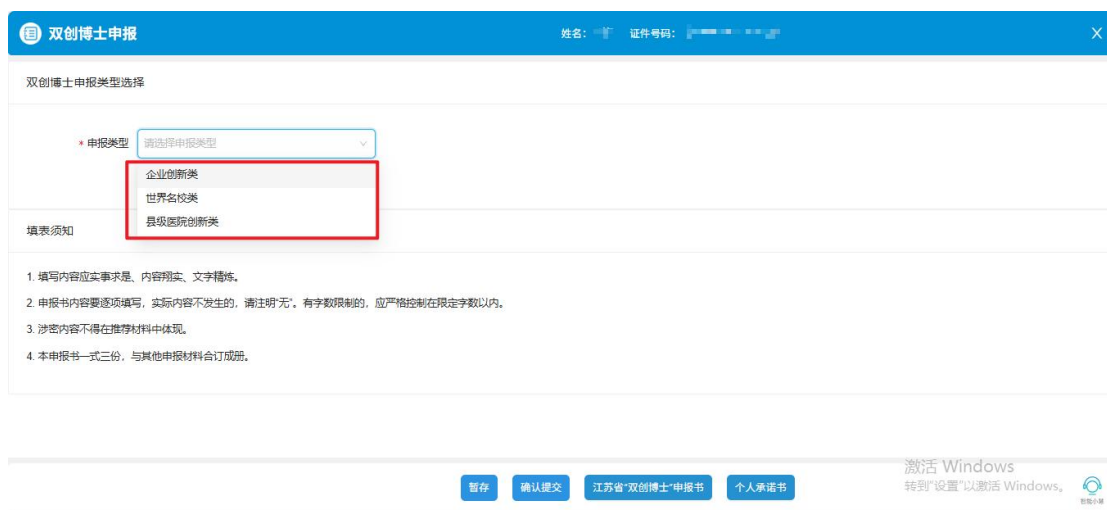 双创博士申报 姓名： 证件号码： X
双创博士申报类型选择
* 申报类型 请选择申报类型
企业创新类
世界名校类
县级医院创新类
填表须知
1. 填写内容应实事求是、内容翔实、文字精炼。
2. 申报书内容要逐项填写，实际内容不发生的，请注明“无”。有字数限制的，应严格控制在限定字数以内。
3. 涉密内容不得在推荐材料中体现。
4. 本申报书一式三份，与其他申报材料合订成册。
激活 Windows
转到"设置"以激活 Windows。
暂存 确认提交 江苏省“双创博士”申报书 个人承诺书